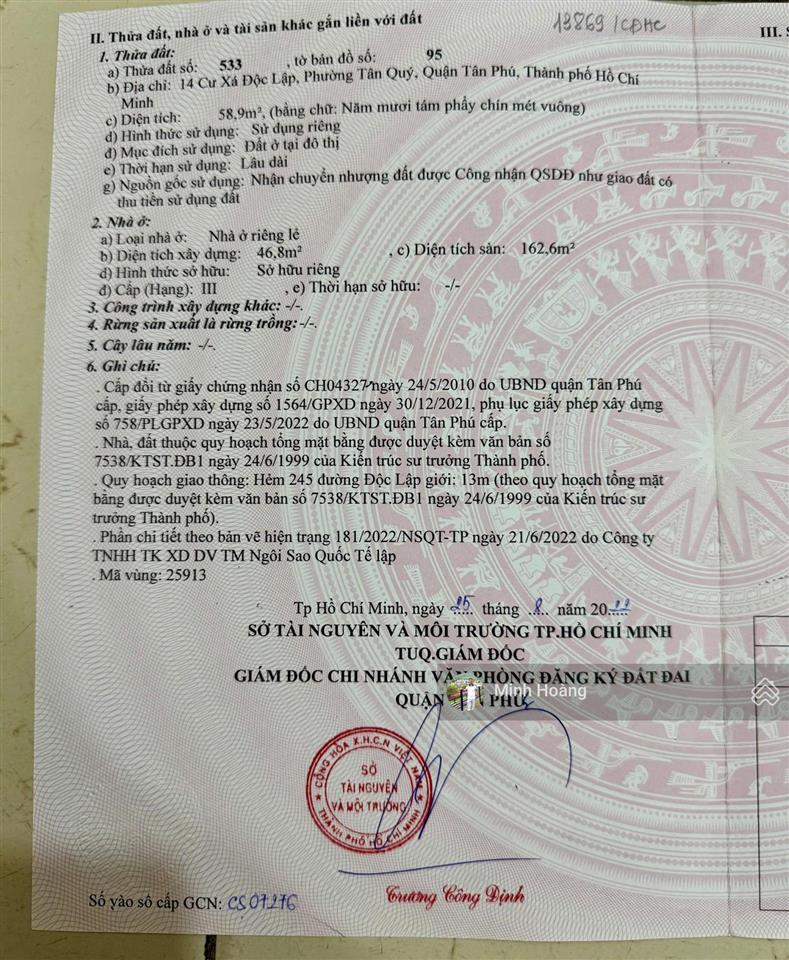 13869 /CĐHC
III. S
II. Thửa đất, nhà ở và tài sản khác gắn liền với đất
1. Thửa đất:
a) Thửa đất số: 533 , tờ bản đồ số: 95
b) Địa chỉ: 14 Cư Xá Độc Lập, Phường Tân Quý, Quận Tân Phú, Thành phố Hồ Chí
Minh
c) Diện tích: 58,9m², (bằng chữ: Năm mươi tám phẩy chín mét vuông)
d) Hình thức sử dụng: Sử dụng riêng
đ) Mục đích sử dụng: Đất ở tại đô thị
e) Thời hạn sử dụng: Lâu dài
g) Nguồn gốc sử dụng: Nhận chuyển nhượng đất được Công nhận QSDĐ như giao đất có
thu tiền sử dụng đất
2. Nhà ở:
a) Loại nhà ở: Nhà ở riêng lẻ
b) Diện tích xây dựng: 46,8m² , c) Diện tích sàn: 162,6m²
d) Hình thức sở hữu: Sở hữu riêng
đ) Cấp (Hạng): III , e) Thời hạn sở hữu: -/-
3. Công trình xây dựng khác: -/-.
4. Rừng sản xuất là rừng trồng: -/-.
5. Cây lâu năm: -/-.
6. Ghi chú:
. Cấp đổi từ giấy chứng nhận số CH04327 ngày 24/5/2010 do UBND quận Tân Phú
cấp, giấy phép xây dựng số 1564/GPXD ngày 30/12/2021, phụ lục giấy phép xây dựng
số 758/PLGPXD ngày 23/5/2022 do UBND quận Tân Phú cấp.
. Nhà, đất thuộc quy hoạch tổng mặt bằng được duyệt kèm văn bản số
7538/KTST.ĐB1 ngày 24/6/1999 của Kiến trúc sư trưởng Thành phố.
. Quy hoạch giao thông: Hẻm 245 đường Độc Lập giới: 13m (theo quy hoạch tổng mặt
bằng được duyệt kèm văn bản số 7538/KTST.ĐB1 ngày 24/6/1999 của Kiến trúc sư
trưởng Thành phố).
. Phần chi tiết theo bản vẽ hiện trạng 181/2022/NSQT-TP ngày 21/6/2022 do Công ty
TNHH TK XD DV TM Ngôi Sao Quốc Tế lập
. Mã vùng: 25913
Tp Hồ Chí Minh, ngày 25 tháng 8 năm 2022
SỞ TÀI NGUYÊN VÀ MÔI TRƯỜNG TP.HỒ CHÍ MINH
TUQ.GIÁM ĐỐC
GIÁM ĐỐC CHI NHÁNH VĂN PHÒNG ĐĂNG KÝ ĐẤT ĐAI
QUẬN TÂN PHÚ
Minh Hoang
CỘNG HÒA X.H.C.N VIỆT NAM
SỞ
TÀI NGUYÊN
VÀ MÔI TRƯỜNG
THÀNH PHỐ HỒ CHÍ MINH
Trương Công Định
Số vào sổ cấp GCN: CS07276